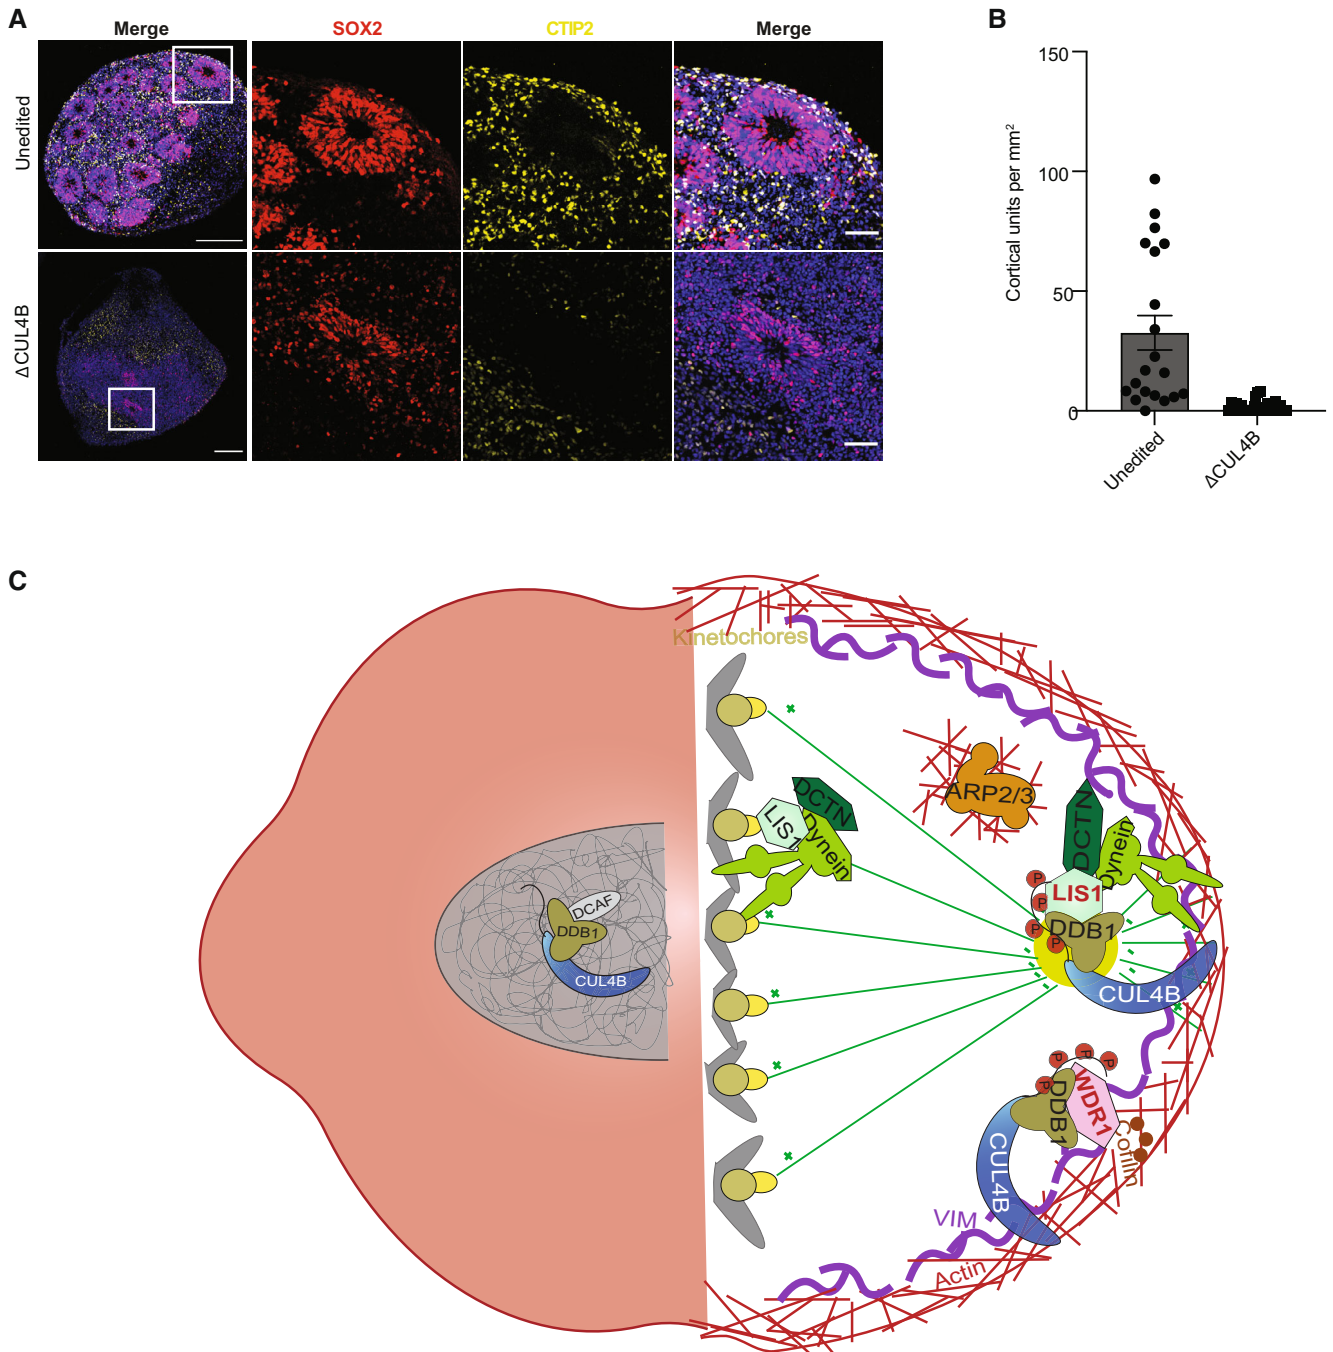 A
Merge
SOX2
CTIP2
Merge
Unedited
ΔCUL4B
B
150
100
50
0
Cortical units per mm²
Unedited
ΔCUL4B
C
Kinetochores
DCTN
LIS1
Dynein
ARP2/3
DCTN
Dynein
P
P
LIS1
P
P
DDB1
CUL4B
DCAF
DDB1
CUL4B
P
P
P
P
DDB1
WDR1
Cofilin
CUL4B
VIM
Actin